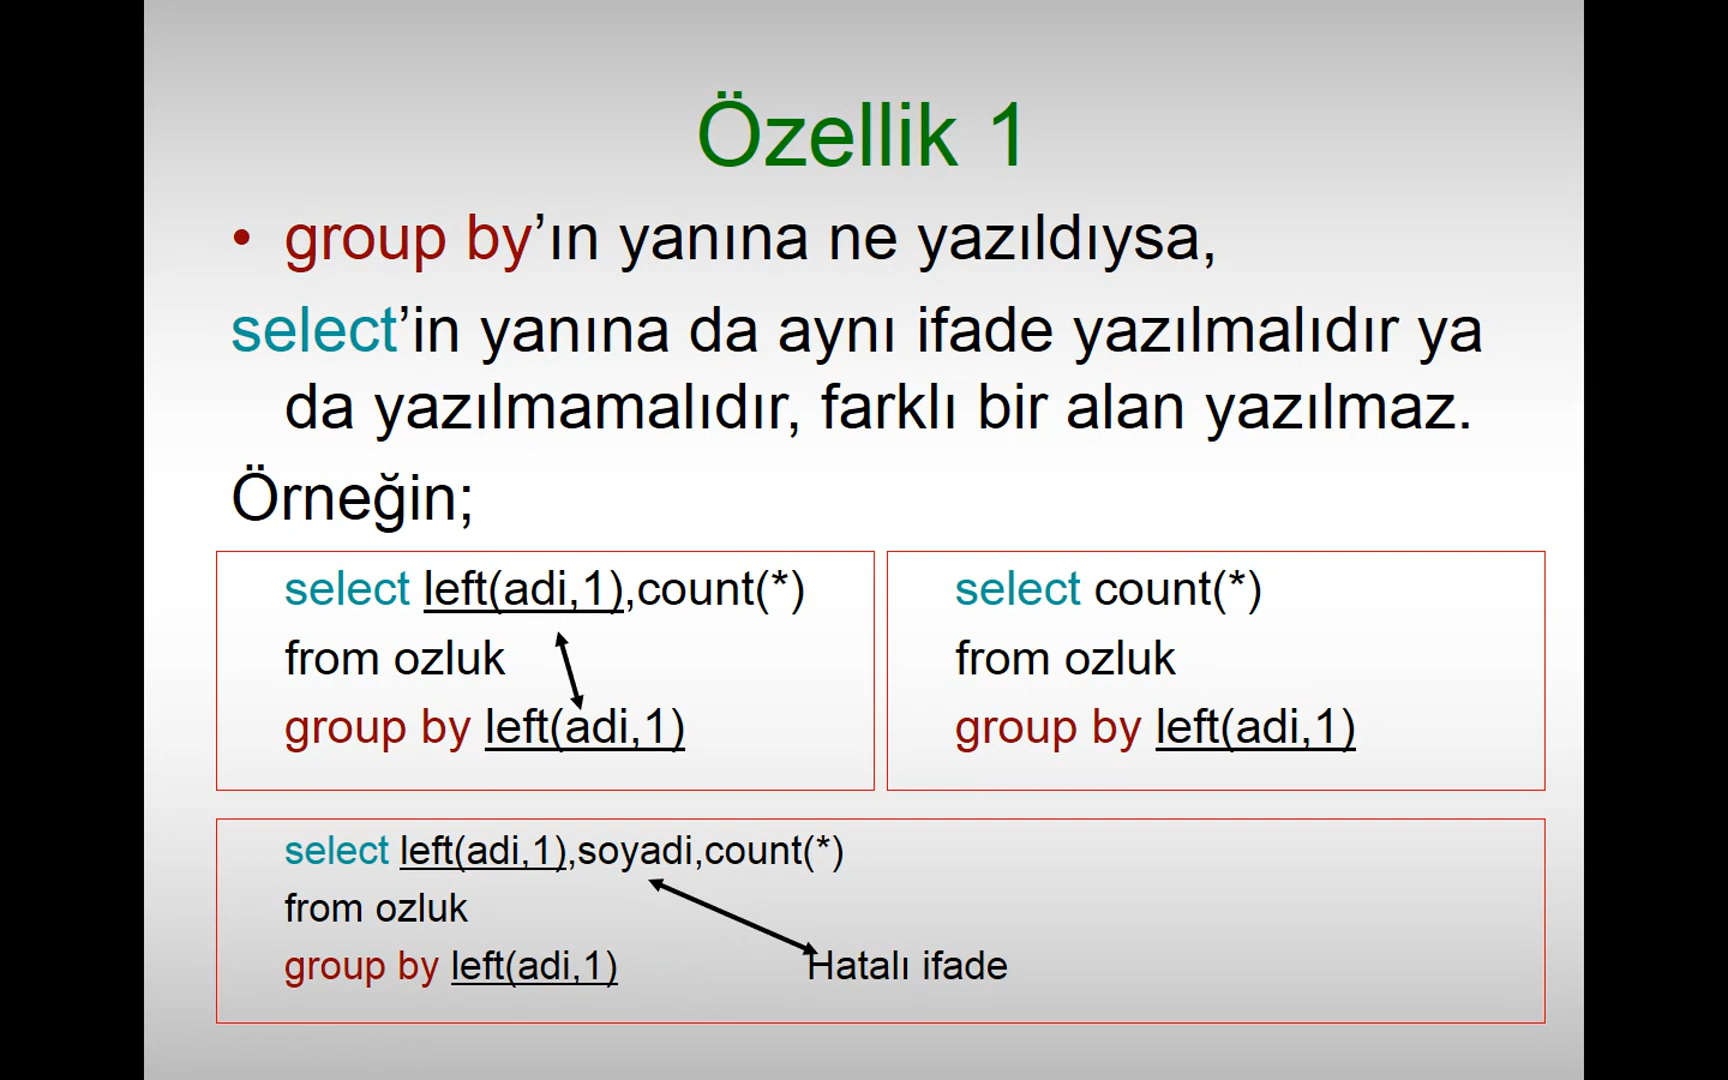 Özellik 1
• group by’ın yanına ne yazıldıysa,
select’in yanına da aynı ifade yazılmalıdır ya
da yazılmamalıdır, farklı bir alan yazılmaz.
Örneğin;
select left(adi,1),count(*)
from ozluk
group by left(adi,1)
select count(*)
from ozluk
group by left(adi,1)
select left(adi,1),soyadi,count(*)
from ozluk
group by left(adi,1)
Hatalı ifade